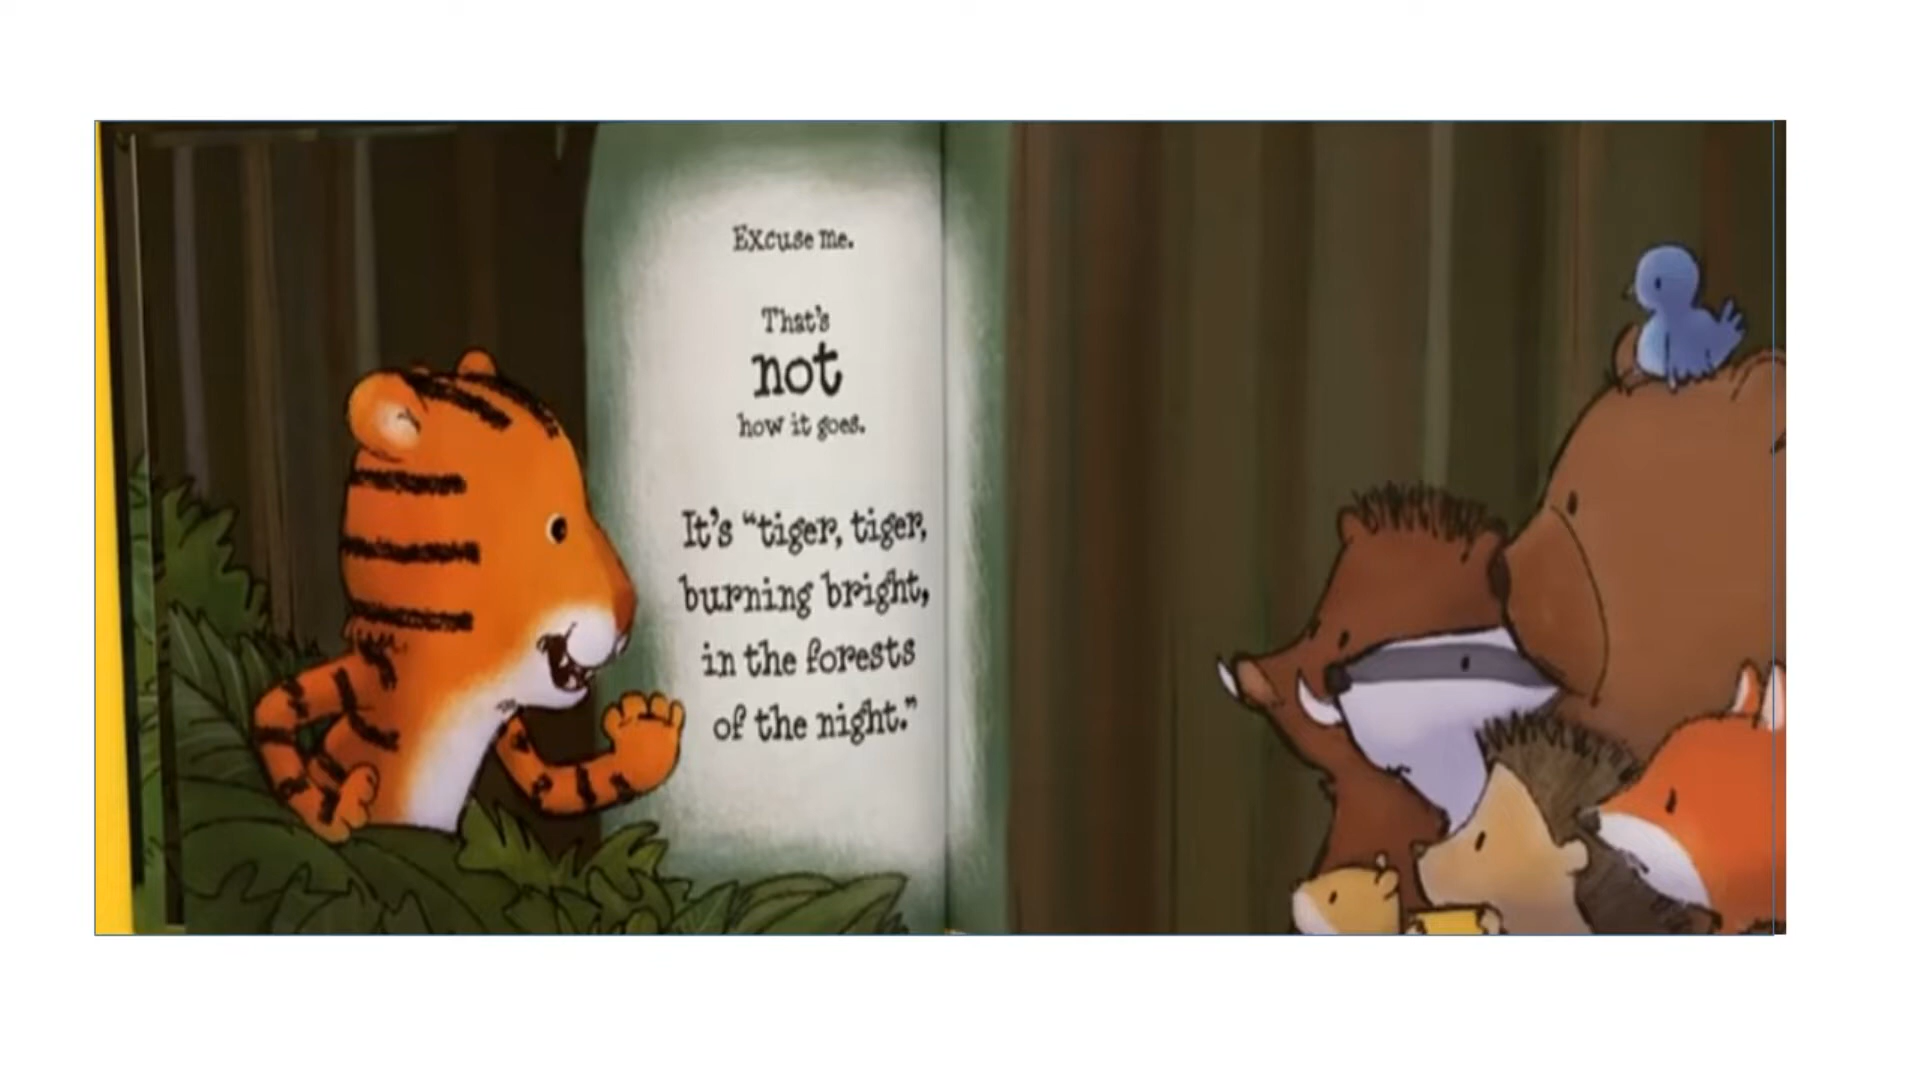 Excuse me.
That's
not
how it goes.
It's “tiger, tiger,
burning bright,
in the forests
of the night.”